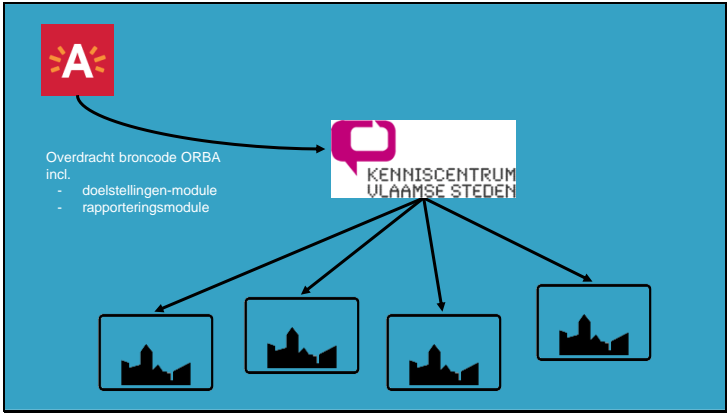 A
Overdracht broncode ORBA
incl.
- doelstellingen-module
- rapporteringsmodule
KENNISCENTRUM
VLAAMSE STEDEN